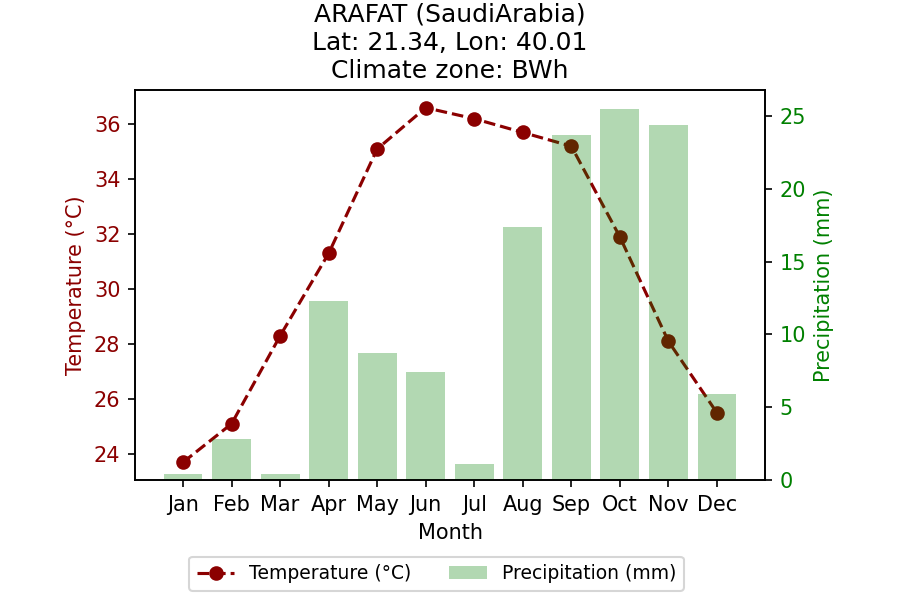 ARAFAT (SaudiArabia)
Lat: 21.34, Lon: 40.01
Climate zone: BWh
Temperature (°C)
36
34
32
30
28
26
24
Precipitation (mm)
25
20
15
10
5
0
Jan Feb Mar Apr May Jun Jul Aug Sep Oct Nov Dec
Month
Temperature (°C) Precipitation (mm)